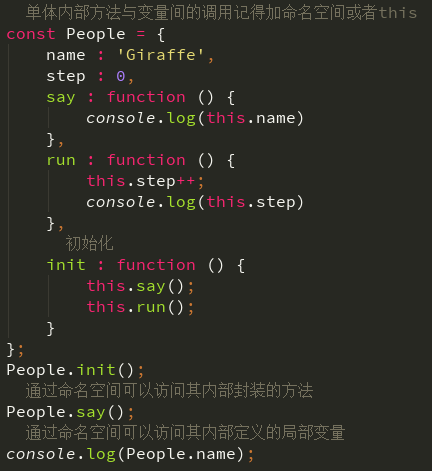 单体内部方法与变量间的调用记得加命名空间或者this
const People = {
    name : 'Giraffe',
    step : 0,
    say : function () {
        console.log(this.name)
    },
    run : function () {
        this.step++;
        console.log(this.step)
    },
    初始化
    init : function () {
        this.say();
        this.run();
    }
};
People.init();
通过命名空间可以访问其内部封装的方法
People.say();
通过命名空间可以访问其内部定义的局部变量
console.log(People.name);